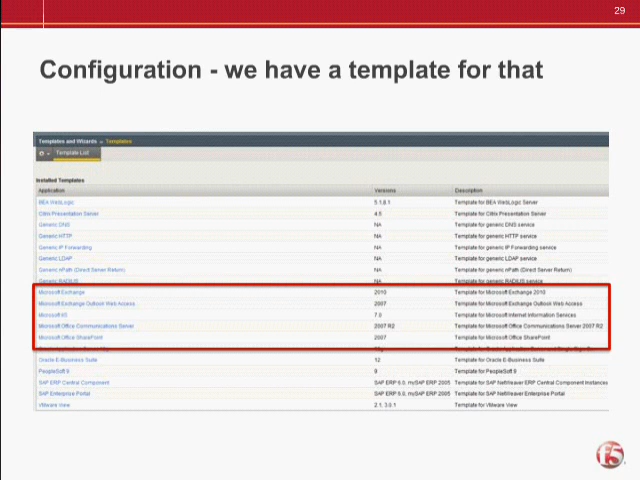 29
Configuration - we have a template for that
Templates and Wizards » Templates
Template List
Installed Templates
Application Versions Description
BEA WebLogic 5.1,8.1 Template for BEA WebLogic Server
Citrix Presentation Server 4.5 Template for Citrix Presentation Server
Generic DNS NA Template for generic DNS service
Generic HTTP NA Template for generic HTTP service
Generic IP Forwarding NA Template for generic IP Forwarding service
Generic LDAP NA Template for generic LDAP service
Generic nPath (Direct Server Return) NA Template for generic nPath (Direct Server Return)
Generic RADIUS NA Template for generic RADIUS service
Microsoft Exchange 2010 Template for Microsoft Exchange 2010
Microsoft Exchange Outlook Web Access 2007 Template for Microsoft Exchange Outlook Web Access
Microsoft IIS 7.0 Template for Microsoft Internet Information Services
Microsoft Office Communications Server 2007 R2 Template for Microsoft Office Communications Server 2007 R2
Microsoft Office SharePoint 2007 Template for Microsoft Office SharePoint
Oracle E-Business Suite 12 Template for Oracle E-Business Suite
PeopleSoft 9 9 Template for PeopleSoft 9
SAP ERP Central Component SAP ERP 6.0, mySAP ERP 2005 Template for SAP NetWeaver ERP Central Component instances
SAP Enterprise Portal SAP ERP 6.0, mySAP ERP 2005 Template for SAP NetWeaver Enterprise Portal
VMware View 2.1, 3.0.1 Template for VMware View
f5